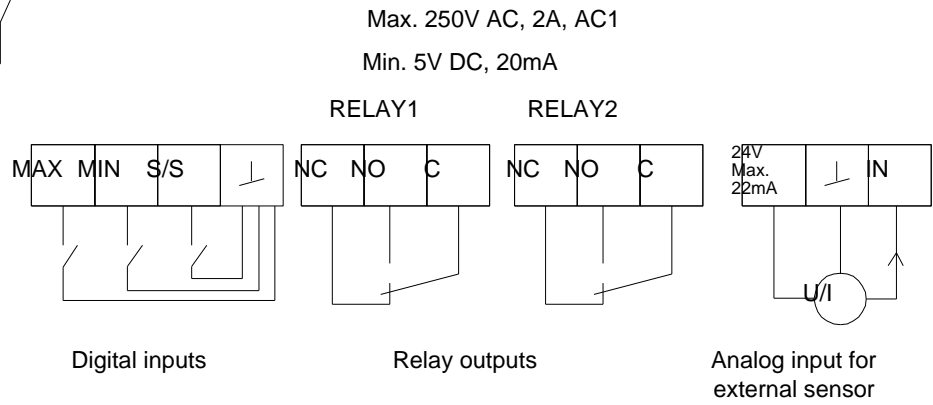 Max. 250V AC, 2A, AC1
Min. 5V DC, 20mA
RELAY1 RELAY2
MAX MIN S/S NC NO C NC NO C 24V Max. 22mA IN
U/I
Digital inputs Relay outputs Analog input for external sensor